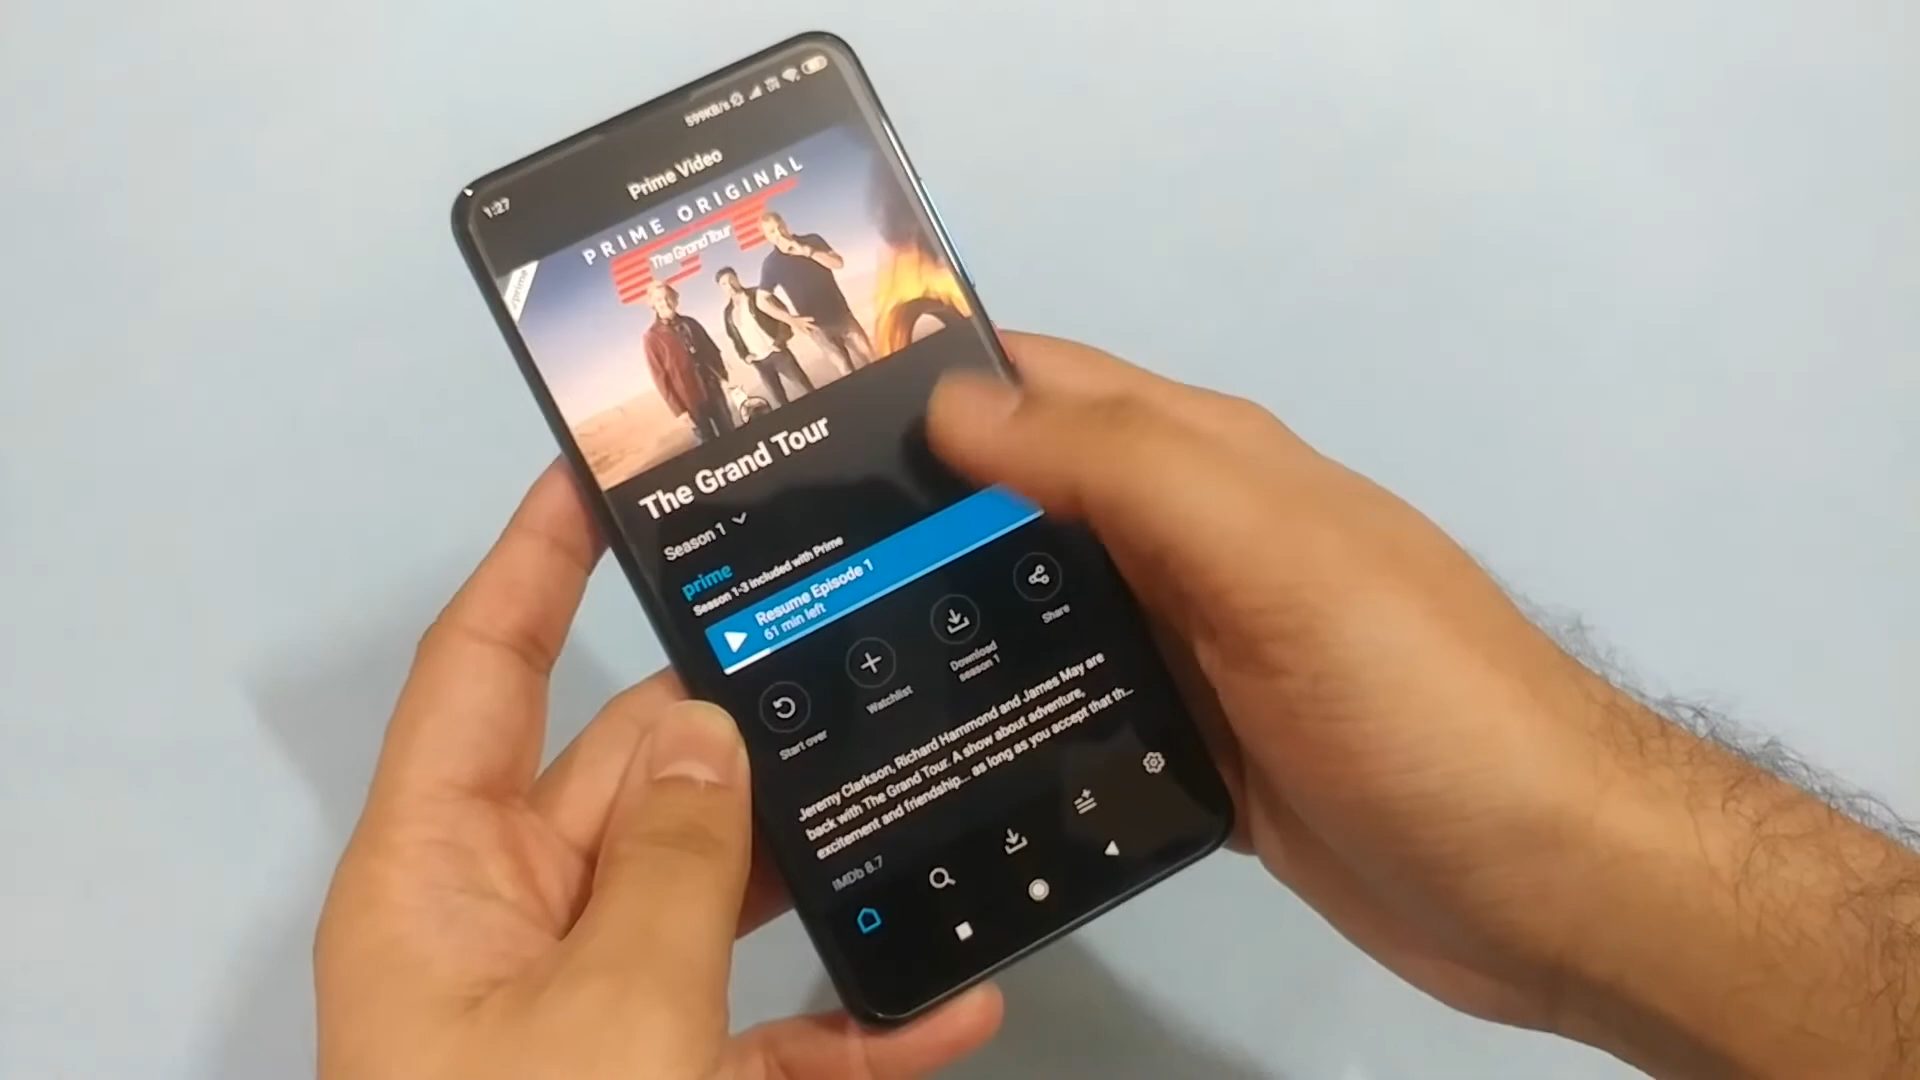 1:27
599KB/s
Prime Video
PRIME ORIGINAL
The Grand Tour
prime
The Grand Tour
Season 1
prime
Season 1-3 included with Prime
Resume Episode 1
61 min left
Start over
Watchlist
Download
season 1
Share
Jeremy Clarkson, Richard Hammond and James May are
back with The Grand Tour. A show about adventure,
excitement and friendship... as long as you accept that th...
IMDb 8.7